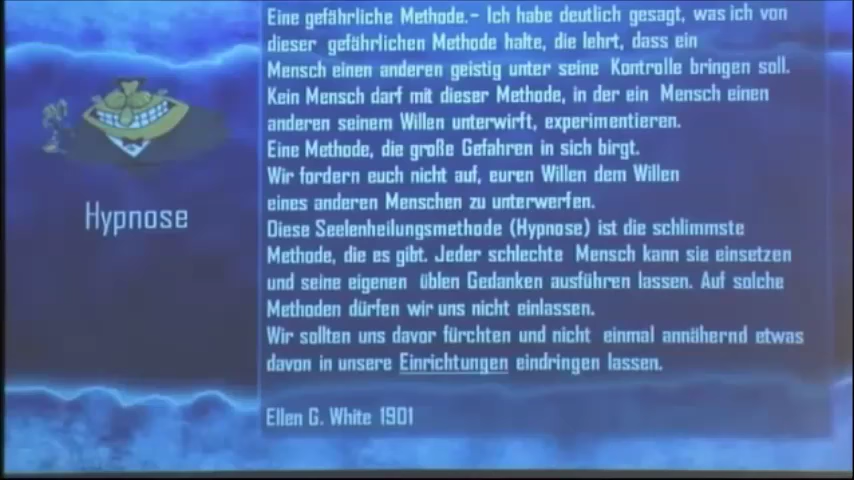 Eine gefährliche Methode.- Ich habe deutlich gesagt, was ich von
dieser gefährlichen Methode halte, die lehrt, dass ein
Mensch einen anderen geistig unter seine Kontrolle bringen soll.
Kein Mensch darf mit dieser Methode, in der ein Mensch einen
anderen seinem Willen unterwirft, experimentieren.
Eine Methode, die große Gefahren in sich birgt.
Wir fordern euch nicht auf, euren Willen dem Willen
eines anderen Menschen zu unterwerfen.
Diese Seelenheilungsmethode (Hypnose) ist die schlimmste
Methode, die es gibt. Jeder schlechte Mensch kann sie einsetzen
und seine eigenen üblen Gedanken ausführen lassen. Auf solche
Methoden dürfen wir uns nicht einlassen.
Wir sollten uns davor fürchten und nicht einmal annähernd etwas
davon in unsere Einrichtungen eindringen lassen.
Ellen G. White 1901
Hypnose